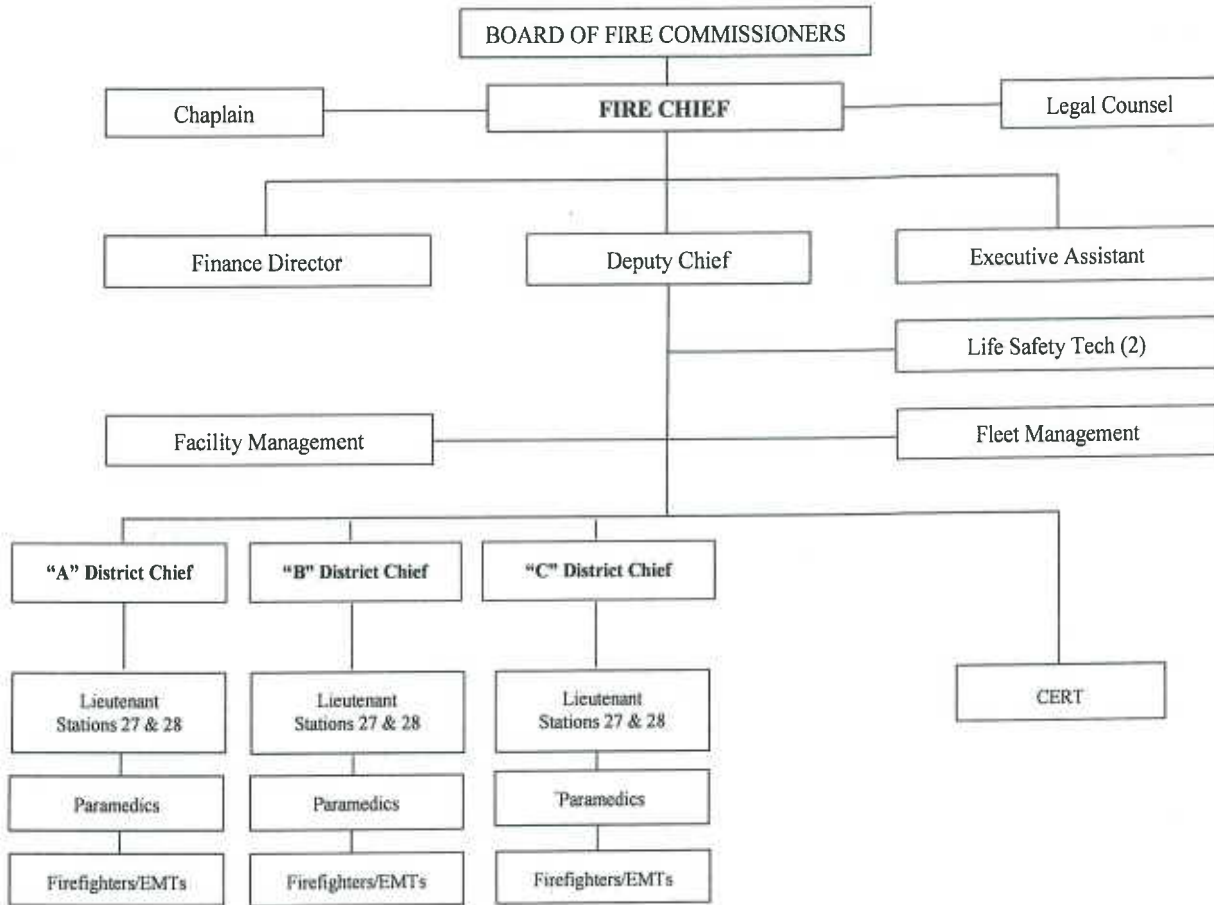 BOARD OF FIRE COMMISSIONERS
Chaplain
FIRE CHIEF
Legal Counsel
Finance Director
Deputy Chief
Executive Assistant
Life Safety Tech (2)
Facility Management
Fleet Management
“A” District Chief
“B” District Chief
“C” District Chief
Lieutenant
Stations 27 & 28
Lieutenant
Stations 27 & 28
Lieutenant
Stations 27 & 28
CERT
Paramedics
Paramedics
Paramedics
Firefighters/EMTs
Firefighters/EMTs
Firefighters/EMTs